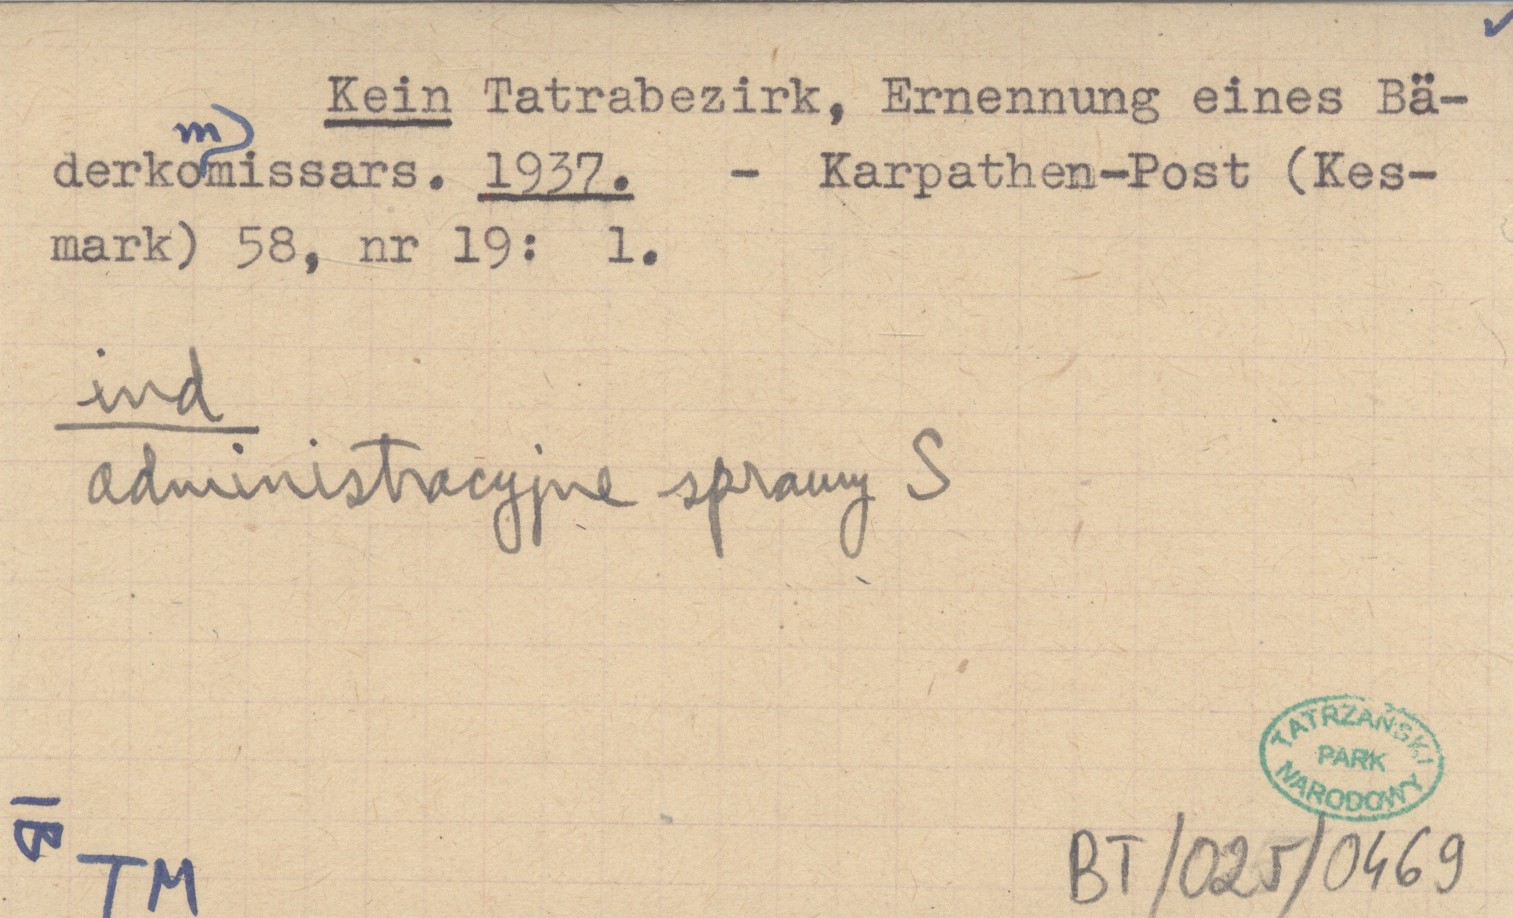 Kein Tatrabezirk, Ernennung eines Bä-
m
derkomissars. 1937. - Karpathen-Post (Kes-
mark) 58, nr 19: 1.
ind
administracyjne sprawy S
TATRZAŃSKI
PARK
NARODOWY
BT/025/0469
TM